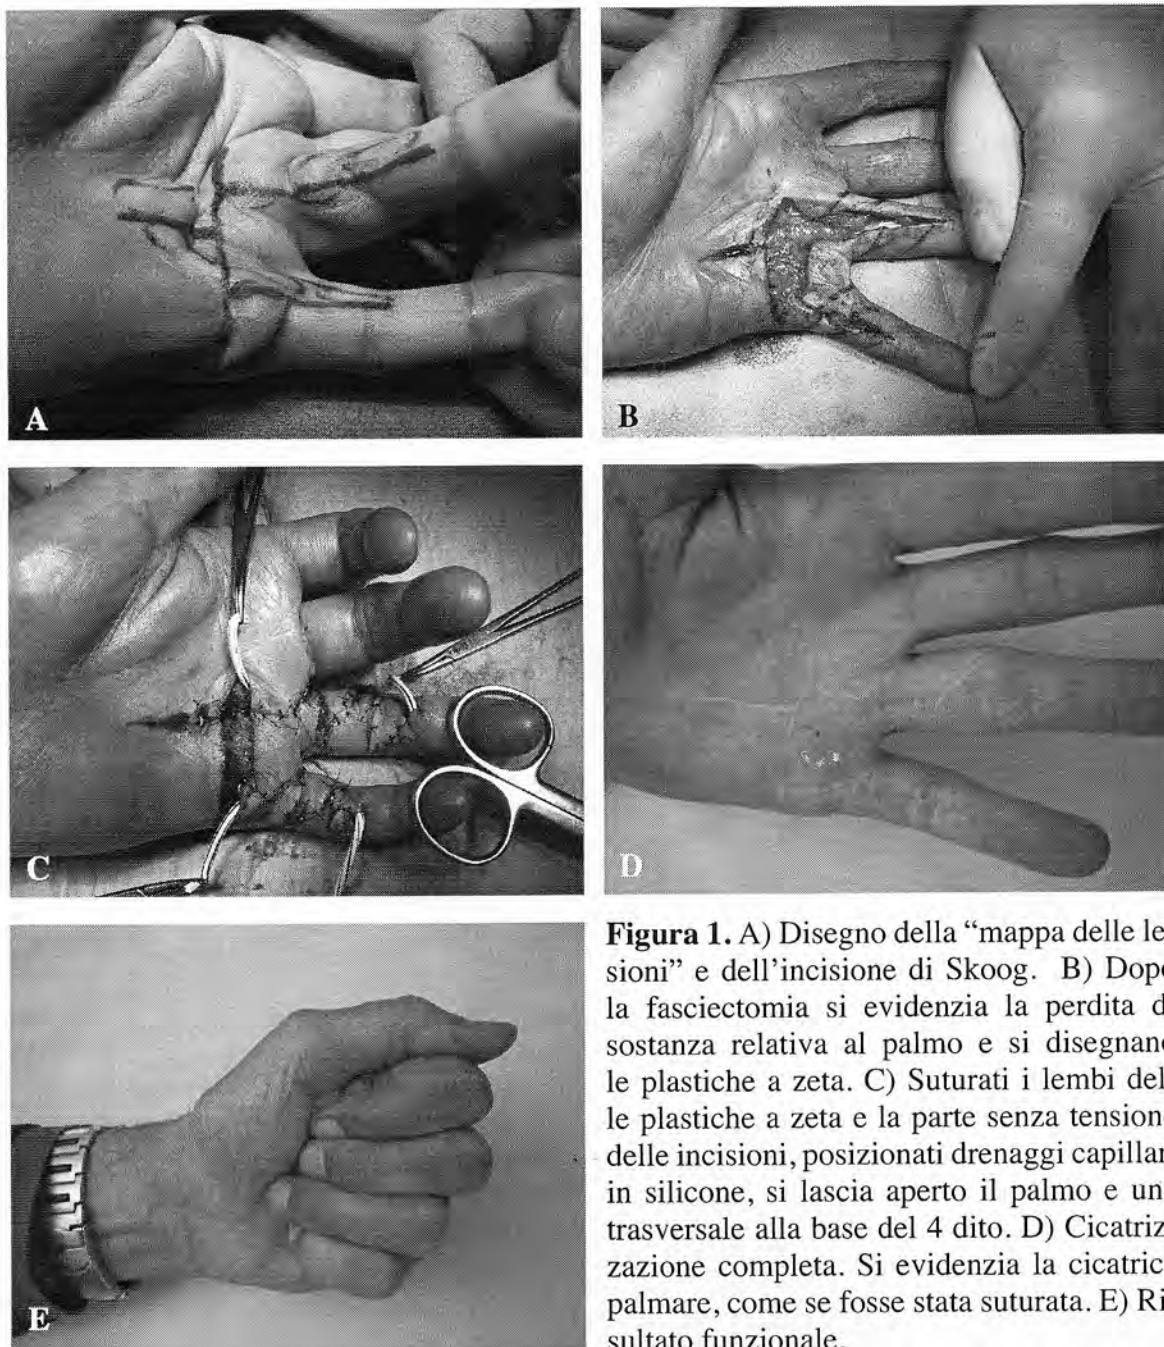 A
B
C
D
E
Figura 1. A) Disegno della “mappa delle le-
sioni” e dell’incisione di Skoog. B) Dopo
la fasciectomia si evidenzia la perdita d
sostanza relativa al palmo e si disegnano
le plastiche a zeta. C) Suturati i lembi del-
le plastiche a zeta e la parte senza tension
delle incisioni, posizionati drenaggi capillar
in silicone, si lascia aperto il palmo e un
trasversale alla base del 4 dito. D) Cicatriz-
zazione completa. Si evidenzia la cicatric
palmare, come se fosse stata suturata. E) Ri-
sultato funzionale.